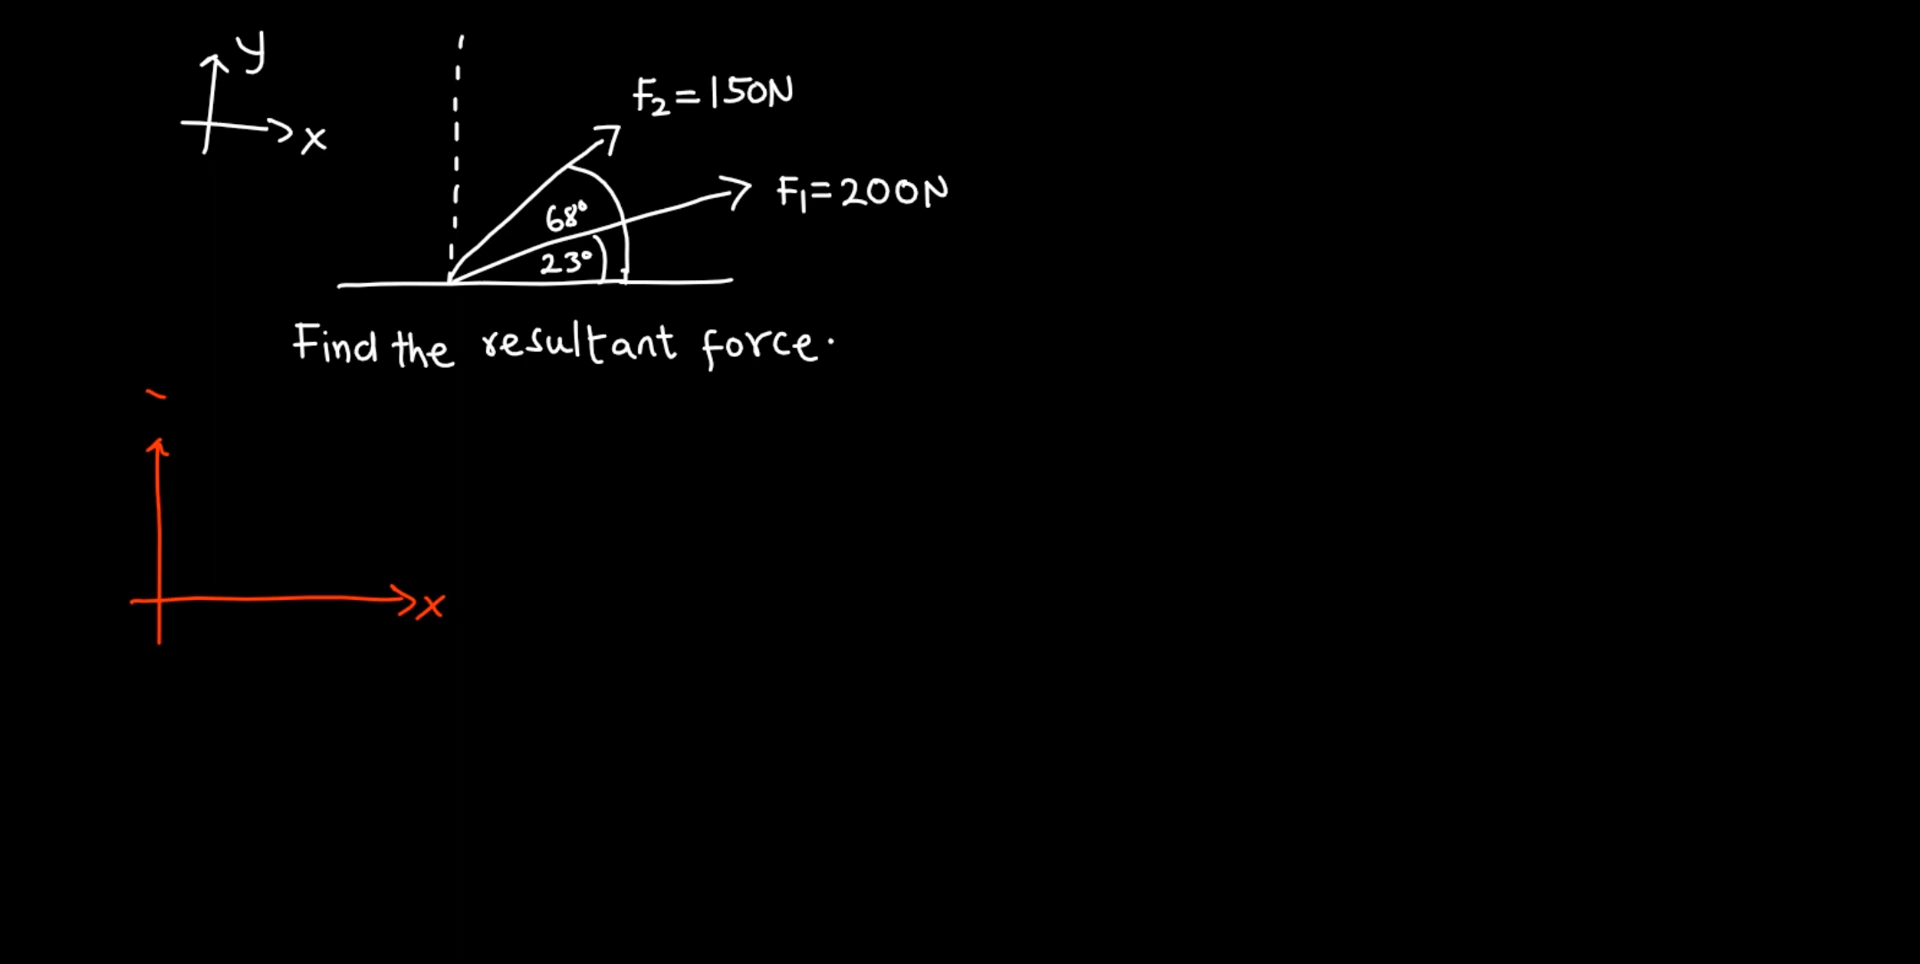 y
x
F₂=150N
F₁=200N
68°
23°
Find the resultant force.
x